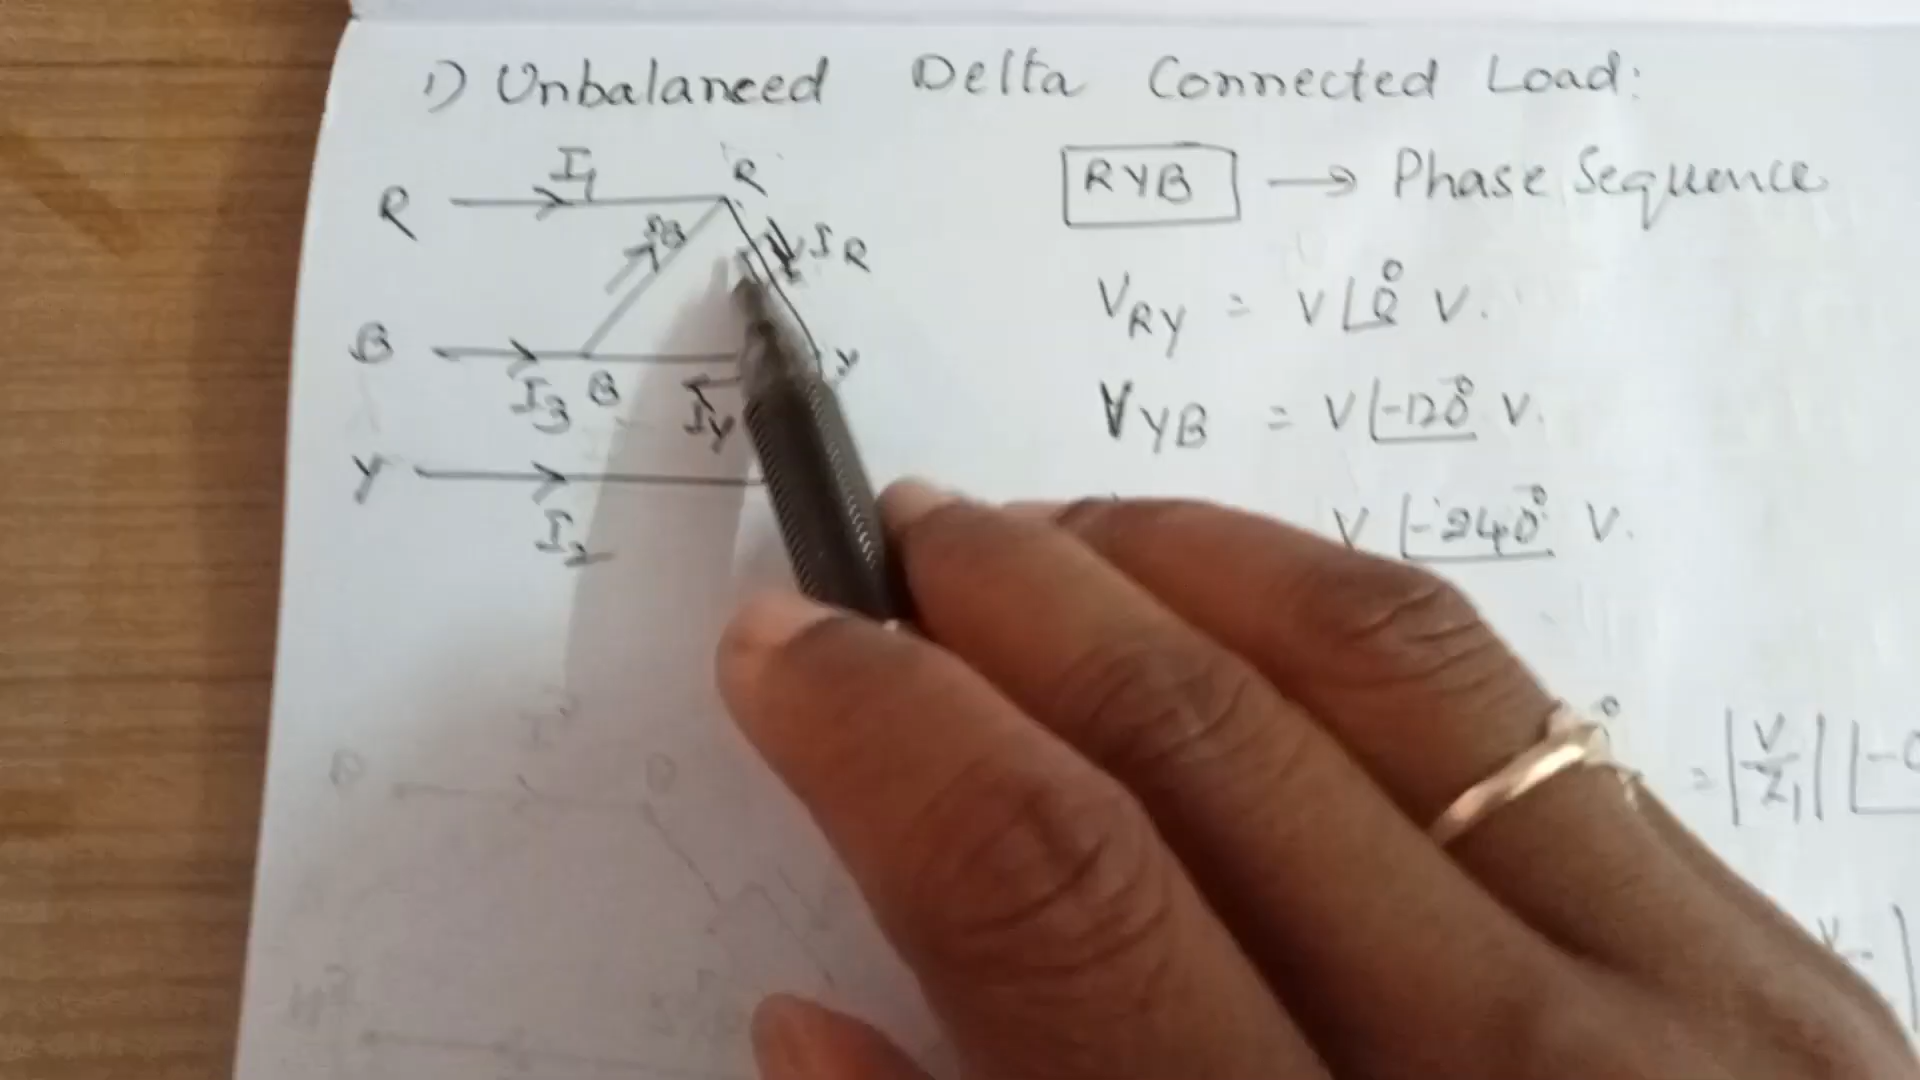 1) Unbalanced Delta Connected Load:
R I1 R
IB IR
B I3 B IY Y
Y I2
RYB → Phase Sequence
VRY = V∠0° V.
VYB = V∠-120° V.
V∠-240° V.
= |V/Z1|